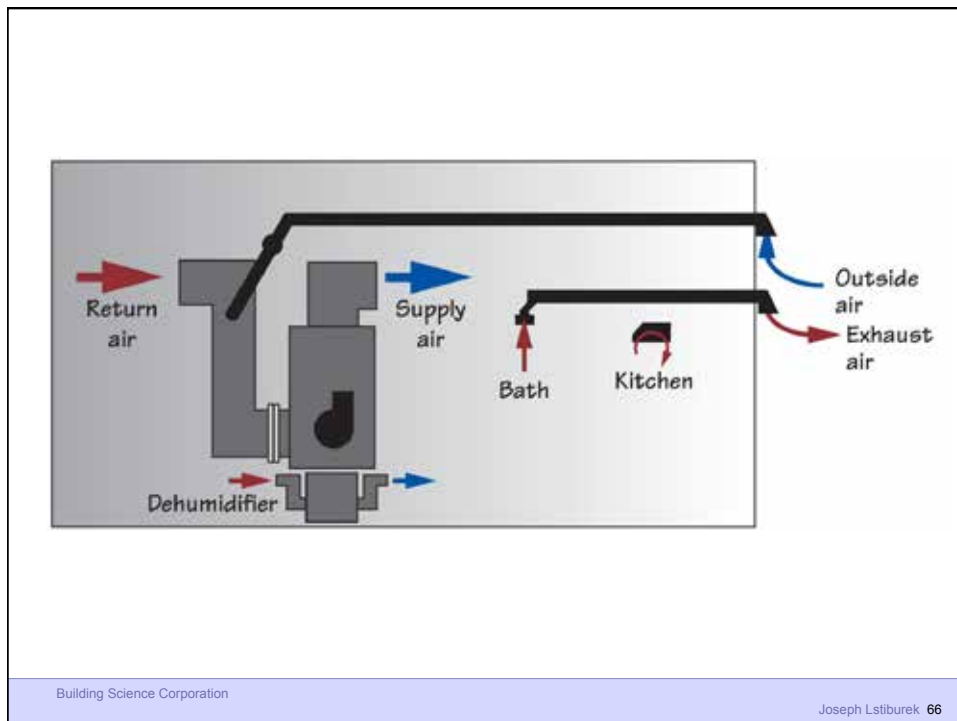 Return
air
Supply
air
Outside
air
Exhaust
air
Bath
Kitchen
Dehumidifier
Building Science Corporation
Joseph Lstiburek 66